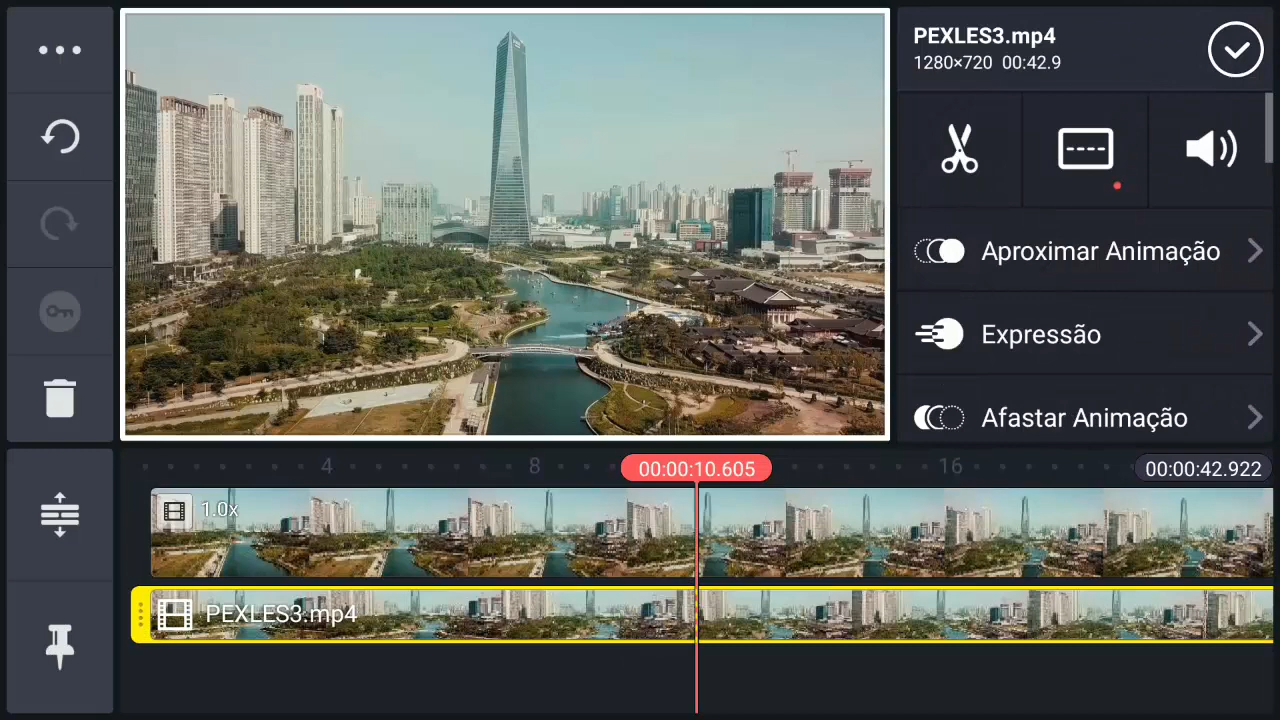 PEXLES3.mp4
1280×720 00:42.9
Aproximar Animação
Expressão
Afastar Animação
4
8
00:00:10.605
16
00:00:42.922
1.0x
PEXLES3.mp4